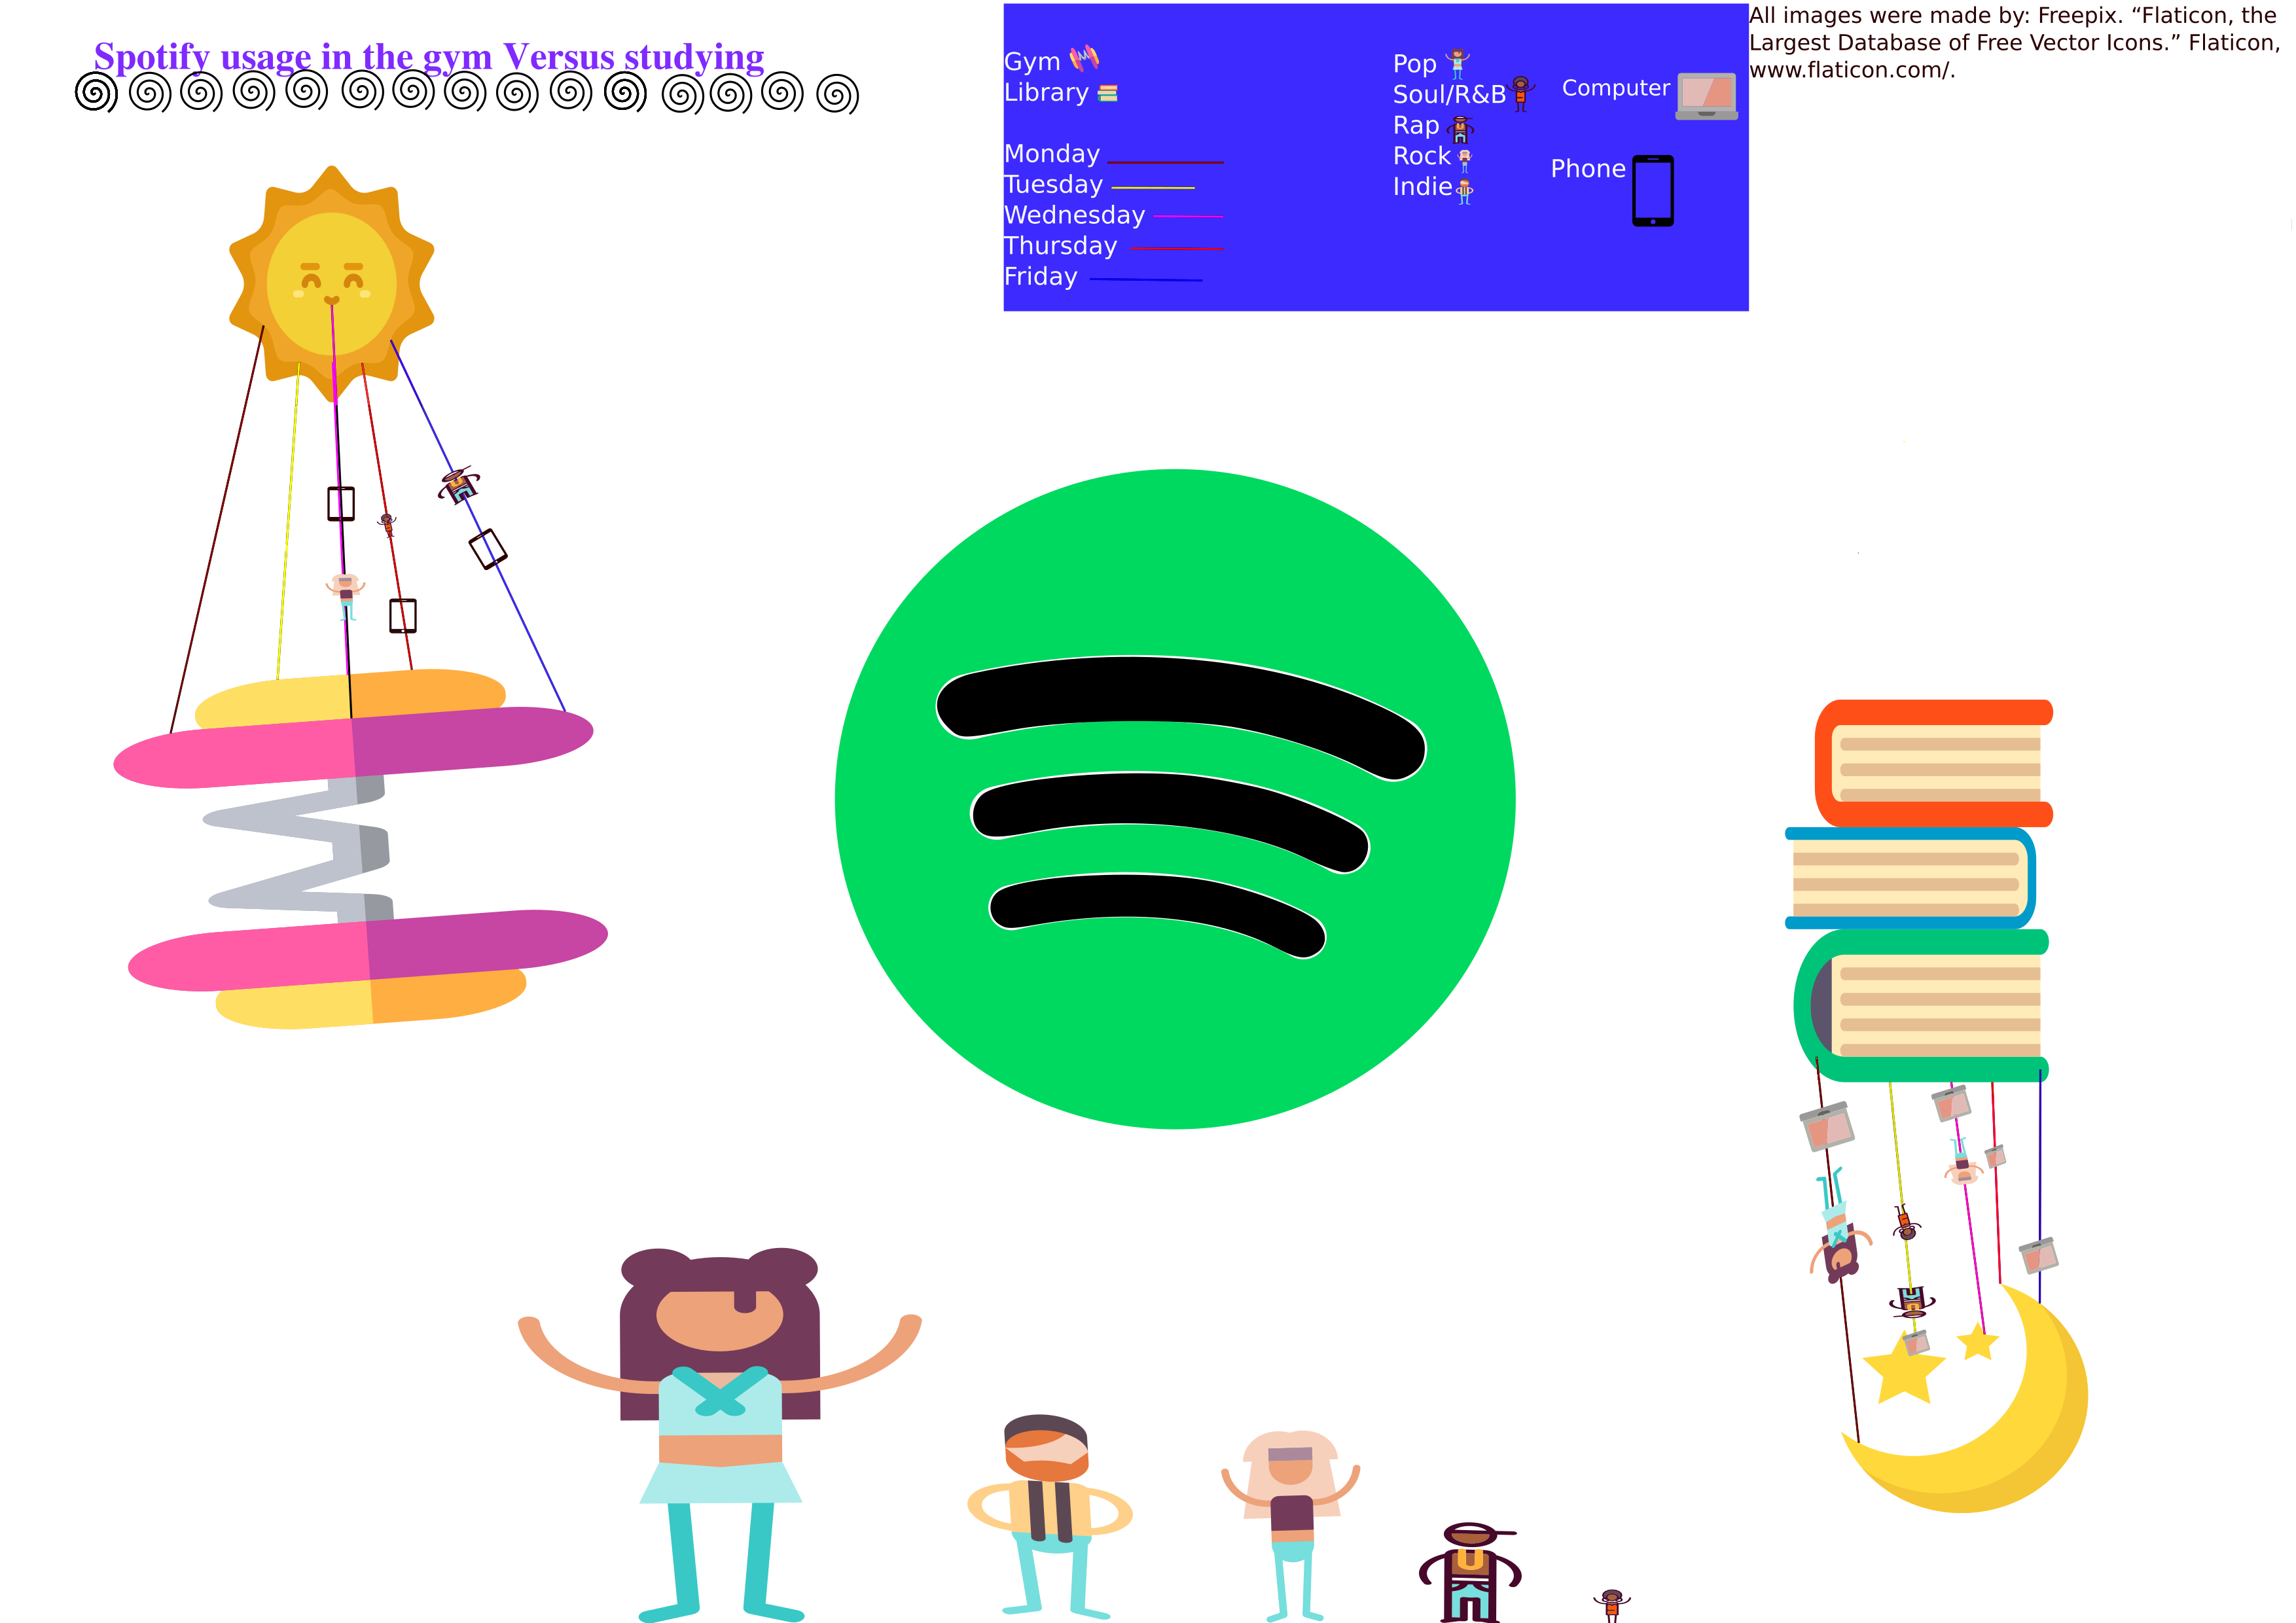 Spotify usage in the gym Versus studying
Gym
Library
Monday
Tuesday
Wednesday
Thursday
Friday
Pop
Soul/R&B
Rap
Rock
Indie
Computer
Phone
All images were made by: Freepix. “Flaticon, the
Largest Database of Free Vector Icons.” Flaticon,
www.flaticon.com/.